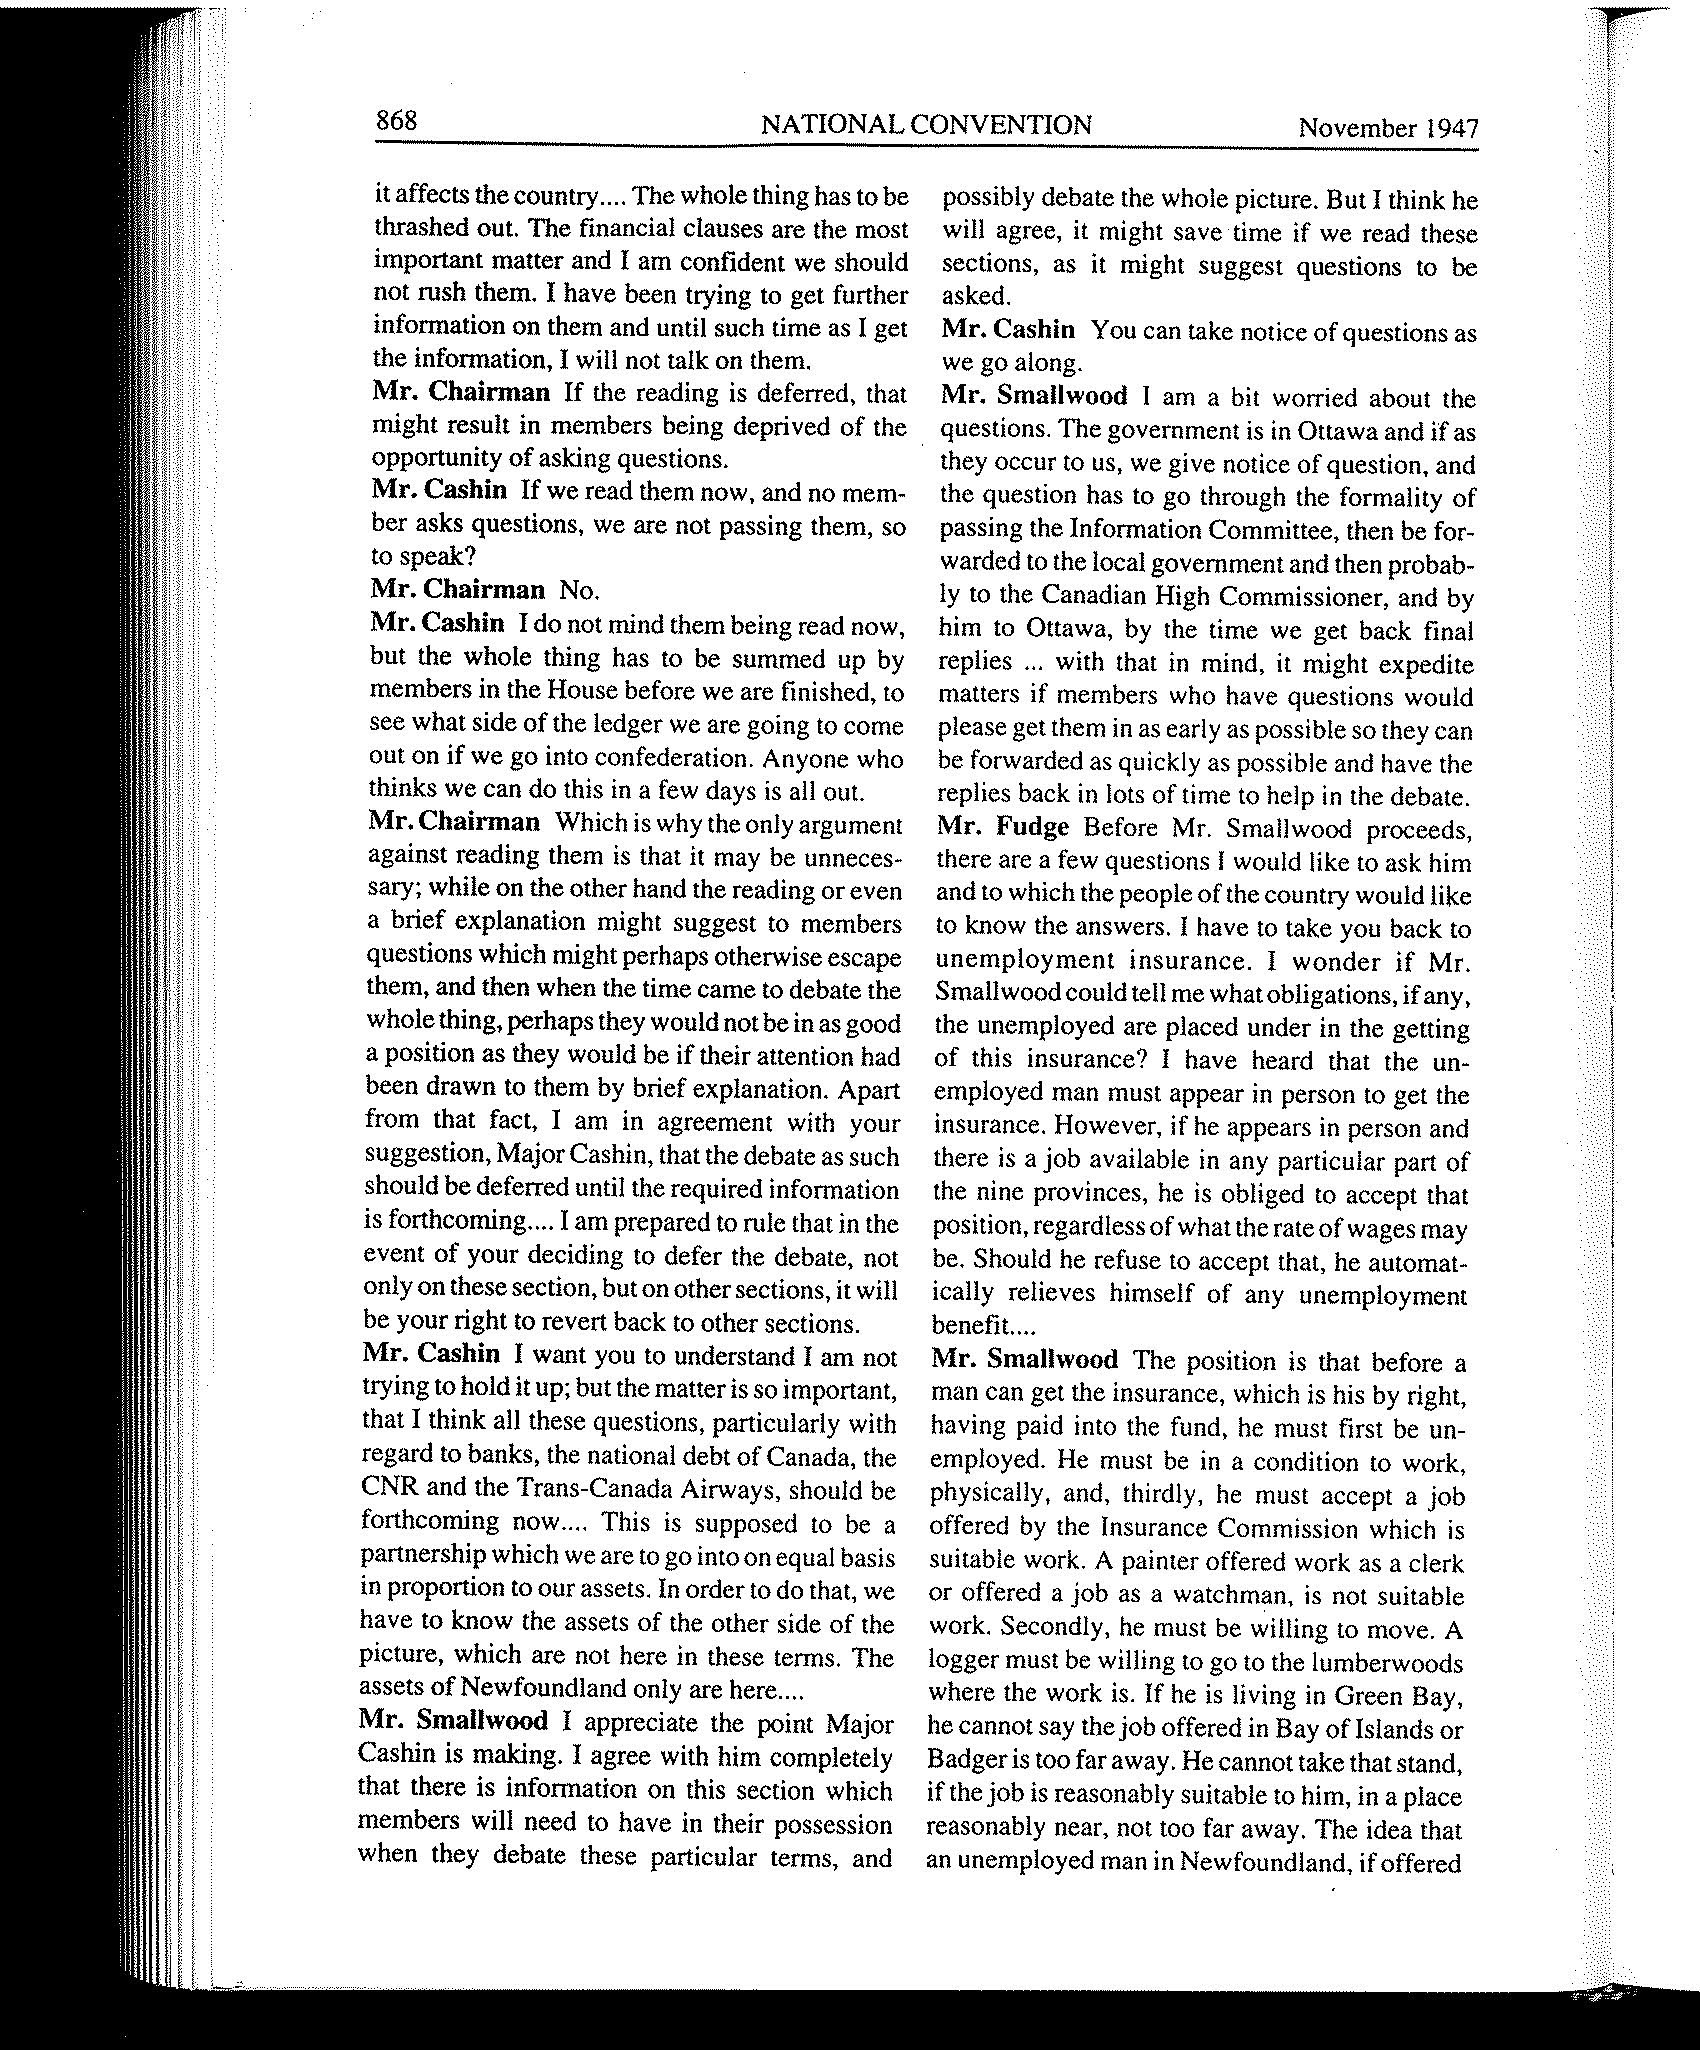 868
NATIONAL CONVENTION
November 1947
it affects the country.... The whole thing has to be
thrashed out. The financial clauses are the most
important matter and I am confident we should
not rush them. I have been trying to get further
information on them and until such time as I get
the information, I will not talk on them.
Mr. Chairman If the reading is deferred, that
might result in members being deprived of the
opportunity of asking questions.
Mr. Cashin If we read them now, and no mem-
ber asks questions, we are not passing them, so
to speak?
Mr. Chairman No.
Mr. Cashin I do not mind them being read now,
but the whole thing has to be summed up by
members in the House before we are finished, to
see what side of the ledger we are going to come
out on if we go into confederation. Anyone who
thinks we can do this in a few days is all out.
Mr. Chairman Which is why the only argument
against reading them is that it may be unneces-
sary; while on the other hand the reading or even
a brief explanation might suggest to members
questions which might perhaps otherwise escape
them, and then when the time came to debate the
whole thing, perhaps they would not be in as good
a position as they would be if their attention had
been drawn to them by brief explanation. Apart
from that fact, I am in agreement with your
suggestion, Major Cashin, that the debate as such
should be deferred until the required information
is forthcoming.... I am prepared to rule that in the
event of your deciding to defer the debate, not
only on these section, but on other sections, it will
be your right to revert back to other sections.
Mr. Cashin I want you to understand I am not
trying to hold it up; but the matter is so important,
that I think all these questions, particularly with
regard to banks, the national debt of Canada, the
CNR and the Trans-Canada Airways, should be
forthcoming now.... This is supposed to be a
partnership which we are to go into on equal basis
in proportion to our assets. In order to do that, we
have to know the assets of the other side of the
picture, which are not here in these terms. The
assets of Newfoundland only are here....
Mr. Smallwood I appreciate the point Major
Cashin is making. I agree with him completely
that there is information on this section which
members will need to have in their possession
when they debate these particular terms, and
possibly debate the whole picture. But I think he
will agree, it might save time if we read these
sections, as it might suggest questions to be
asked.
Mr. Cashin You can take notice of questions as
we go along.
Mr. Smallwood I am a bit worried about the
questions. The government is in Ottawa and if as
they occur to us, we give notice of question, and
the question has to go through the formality of
passing the Information Committee, then be for-
warded to the local government and then probab-
ly to the Canadian High Commissioner, and by
him to Ottawa, by the time we get back final
replies ... with that in mind, it might expedite
matters if members who have questions would
please get them in as early as possible so they can
be forwarded as quickly as possible and have the
replies back in lots of time to help in the debate.
Mr. Fudge Before Mr. Smallwood proceeds,
there are a few questions I would like to ask him
and to which the people of the country would like
to know the answers. I have to take you back to
unemployment insurance. I wonder if Mr.
Smallwood could tell me what obligations, if any,
the unemployed are placed under in the getting
of this insurance? I have heard that the un-
employed man must appear in person to get the
insurance. However, if he appears in person and
there is a job available in any particular part of
the nine provinces, he is obliged to accept that
position, regardless of what the rate of wages may
be. Should he refuse to accept that, he automat-
ically relieves himself of any unemployment
benefit....
Mr. Smallwood The position is that before a
man can get the insurance, which is his by right,
having paid into the fund, he must first be un-
employed. He must be in a condition to work,
physically, and, thirdly, he must accept a job
offered by the Insurance Commission which is
suitable work. A painter offered work as a clerk
or offered a job as a watchman, is not suitable
work. Secondly, he must be willing to move. A
logger must be willing to go to the lumberwoods
where the work is. If he is living in Green Bay,
he cannot say the job offered in Bay of Islands or
Badger is too far away. He cannot take that stand,
if the job is reasonably suitable to him, in a place
reasonably near, not too far away. The idea that
an unemployed man in Newfoundland, if offered